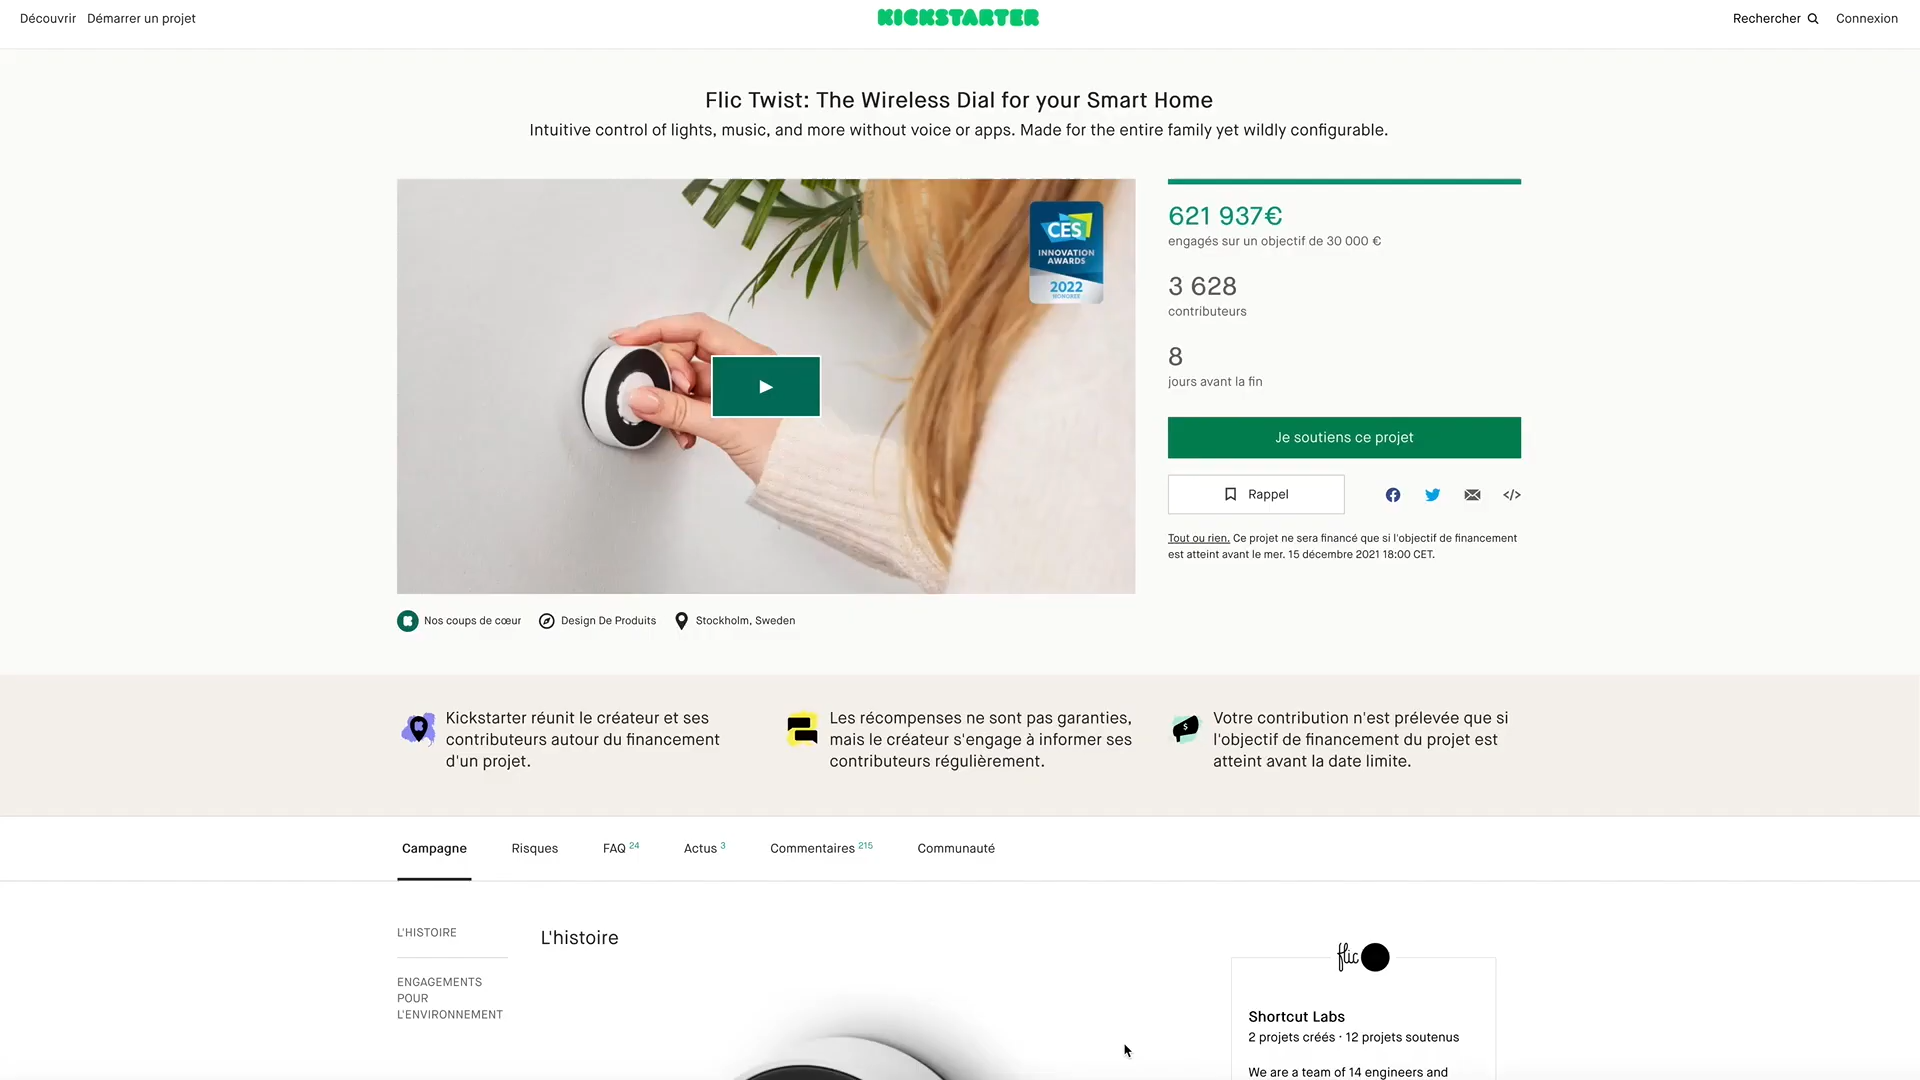 Découvrir Démarrer un projet
KICKSTARTER
Rechercher Connexion
Flic Twist: The Wireless Dial for your Smart Home
Intuitive control of lights, music, and more without voice or apps. Made for the entire family yet wildly configurable.
CES
INNOVATION
AWARDS
2022
HONOREE
621 937€
engagés sur un objectif de 30 000 €
3 628
contributeurs
8
jours avant la fin
Je soutiens ce projet
Rappel
Tout ou rien. Ce projet ne sera financé que si l'objectif de financement
est atteint avant le mer. 15 décembre 2021 18:00 CET.
Nos coups de cœur Design De Produits Stockholm, Sweden
Kickstarter réunit le créateur et ses
contributeurs autour du financement
d'un projet.
Les récompenses ne sont pas garanties,
mais le créateur s'engage à informer ses
contributeurs régulièrement.
Votre contribution n'est prélevée que si
l'objectif de financement du projet est
atteint avant la date limite.
Campagne Risques FAQ 24 Actus 3 Commentaires 215 Communauté
L'HISTOIRE
ENGAGEMENTS
POUR
L'ENVIRONNEMENT
L'histoire
flic
Shortcut Labs
2 projets créés · 12 projets soutenus
We are a team of 14 engineers and